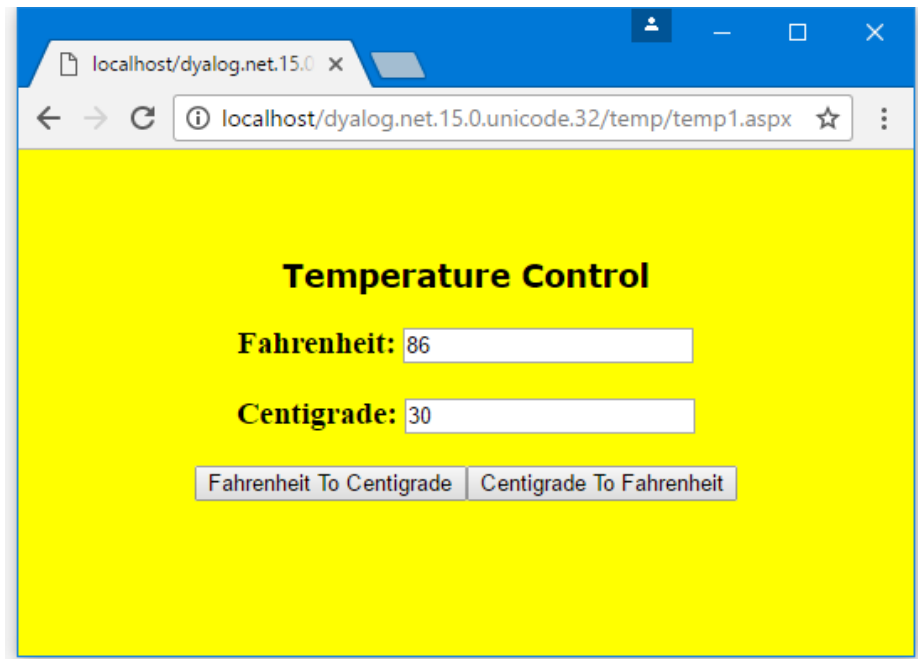 localhost/dyalog.net.15.0
localhost/dyalog.net.15.0.unicode.32/temp/temp1.aspx
Temperature Control
Fahrenheit: 86
Centigrade: 30
Fahrenheit To Centigrade Centigrade To Fahrenheit